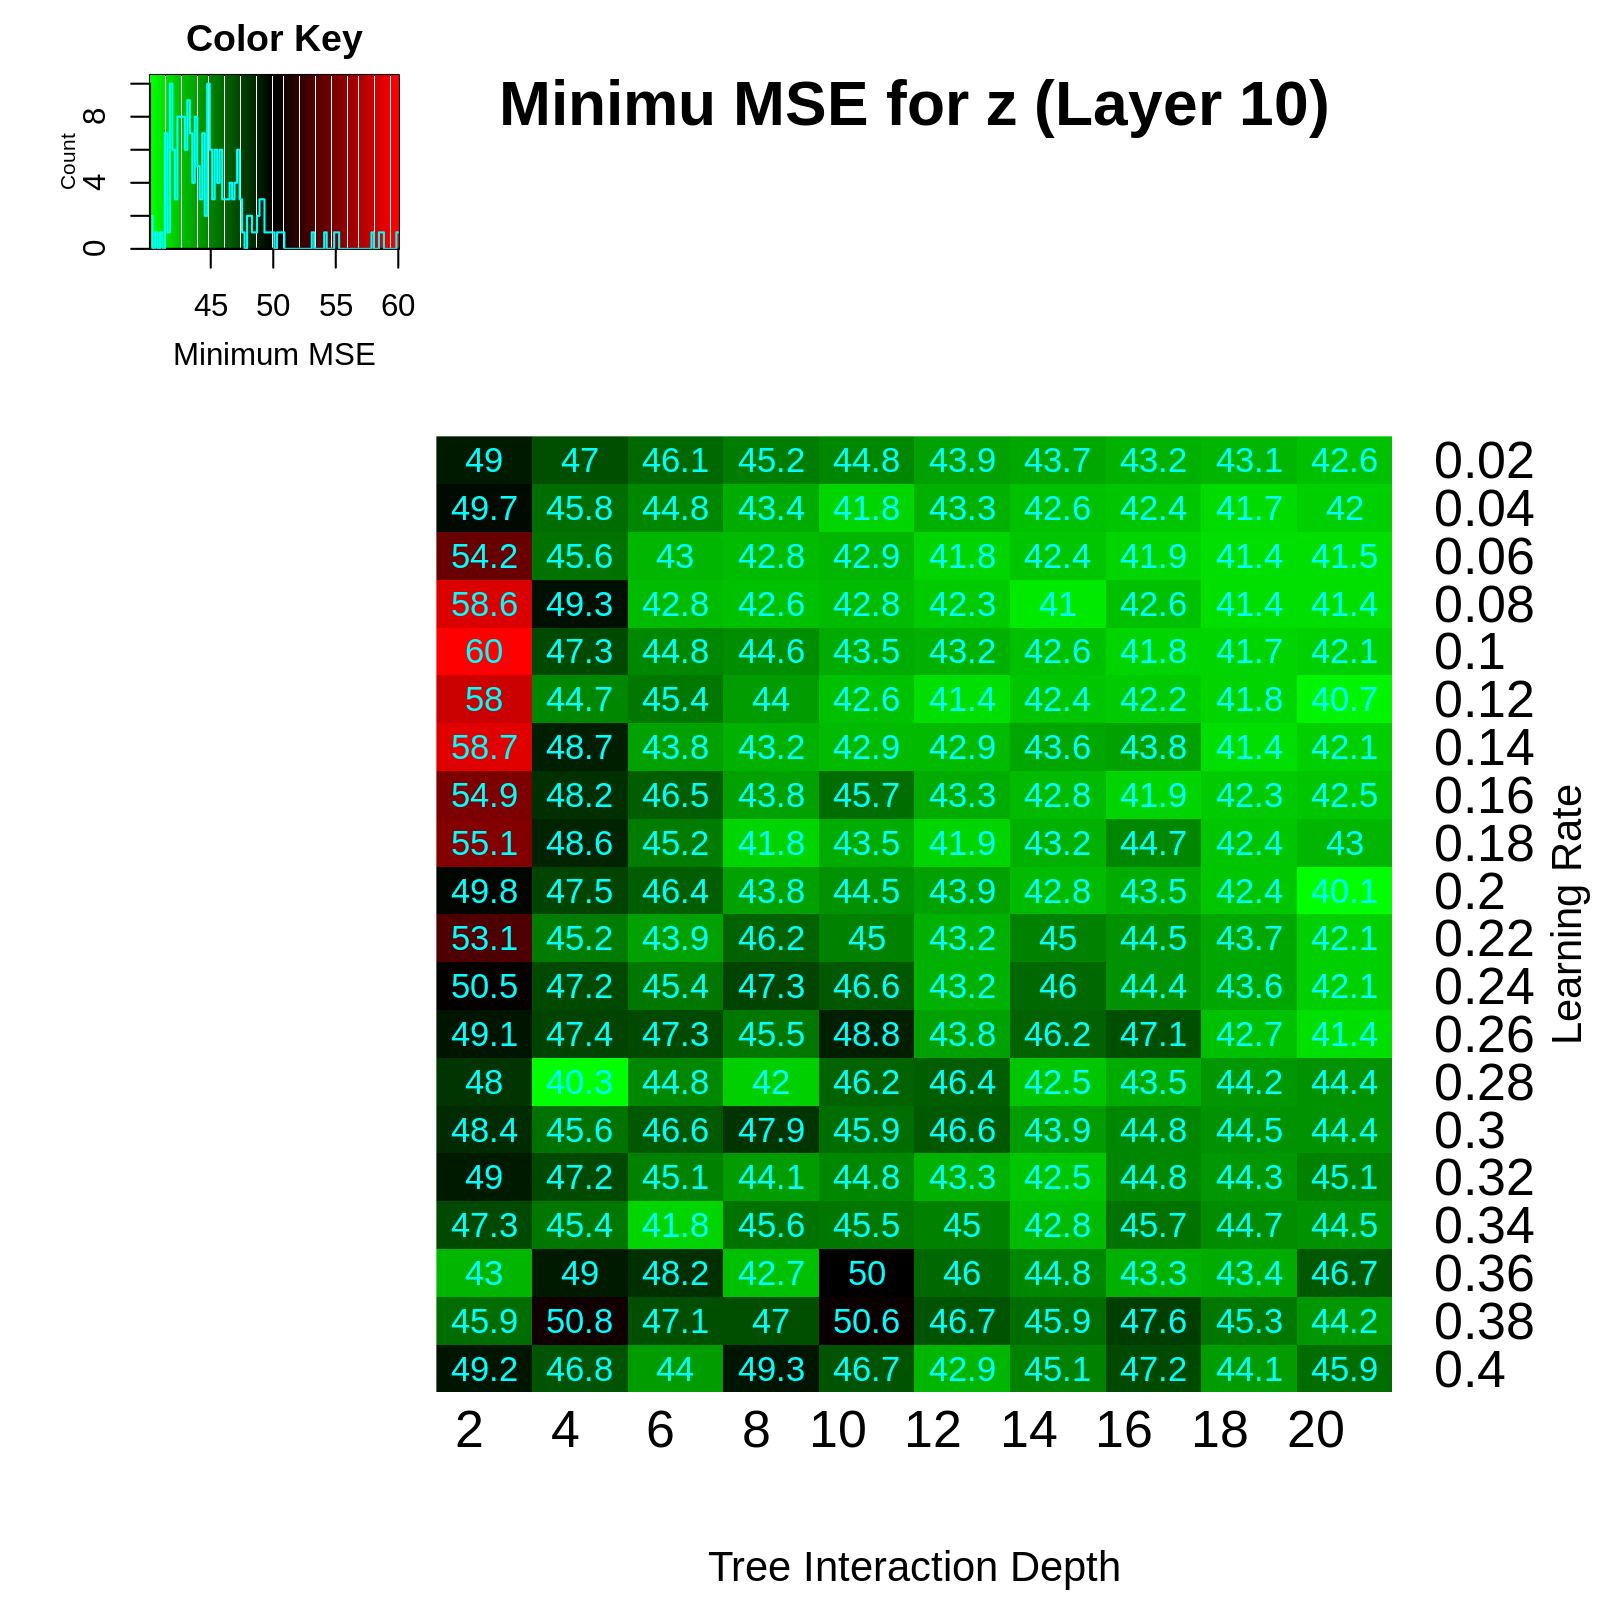 Color Key
Minimu MSE for z (Layer 10)
Count
0 4 8
45 50 55 60
Minimum MSE
49 47 46.1 45.2 44.8 43.9 43.7 43.2 43.1 42.6 0.02
49.7 45.8 44.8 43.4 41.8 43.3 42.6 42.4 41.7 42 0.04
54.2 45.6 43 42.8 42.9 41.8 42.4 41.9 41.4 41.5 0.06
58.6 49.3 42.8 42.6 42.8 42.3 41 42.6 41.4 41.4 0.08
60 47.3 44.8 44.6 43.5 43.2 42.6 41.8 41.7 42.1 0.1
58 44.7 45.4 44 42.6 41.4 42.4 42.2 41.8 40.7 0.12
58.7 48.7 43.8 43.2 42.9 42.9 43.6 43.8 41.4 42.1 0.14
54.9 48.2 46.5 43.8 45.7 43.3 42.8 41.9 42.3 42.5 0.16
55.1 48.6 45.2 41.8 43.5 41.9 43.2 44.7 42.4 43 0.18
49.8 47.5 46.4 43.8 44.5 43.9 42.8 43.5 42.4 40.1 0.2
53.1 45.2 43.9 46.2 45 43.2 45 44.5 43.7 42.1 0.22
50.5 47.2 45.4 47.3 46.6 43.2 46 44.4 43.6 42.1 0.24
49.1 47.4 47.3 45.5 48.8 43.8 46.2 47.1 42.7 41.4 0.26
48 40.3 44.8 42 46.2 46.4 42.5 43.5 44.2 44.4 0.28
48.4 45.6 46.6 47.9 45.9 46.6 43.9 44.8 44.5 44.4 0.3
49 47.2 45.1 44.1 44.8 43.3 42.5 44.8 44.3 45.1 0.32
47.3 45.4 41.8 45.6 45.5 45 42.8 45.7 44.7 44.5 0.34
43 49 48.2 42.7 50 46 44.8 43.3 43.4 46.7 0.36
45.9 50.8 47.1 47 50.6 46.7 45.9 47.6 45.3 44.2 0.38
49.2 46.8 44 49.3 46.7 42.9 45.1 47.2 44.1 45.9 0.4
Learning Rate
2 4 6 8 10 12 14 16 18 20
Tree Interaction Depth